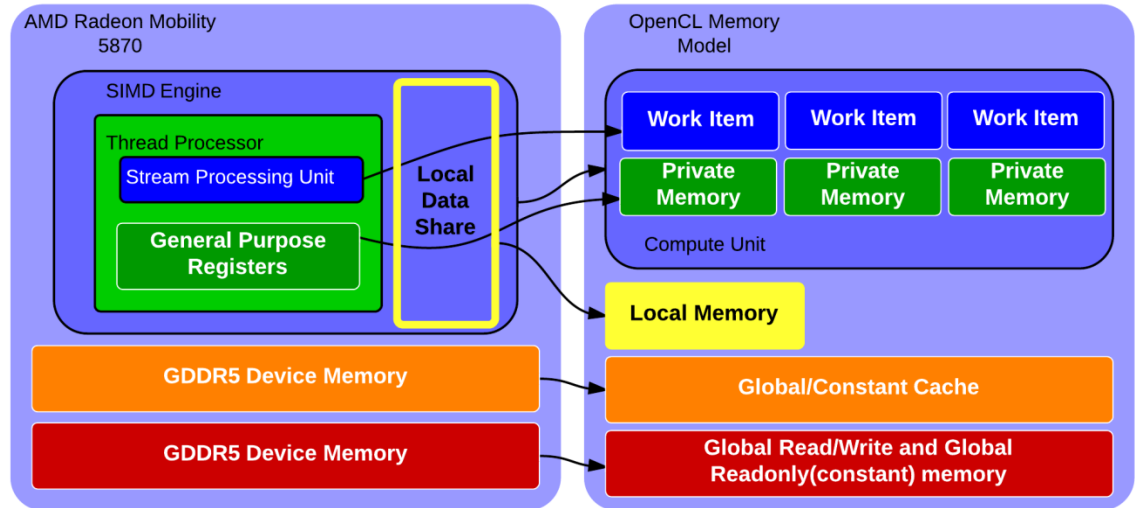 AMD Radeon Mobility
5870
SIMD Engine
Thread Processor
Stream Processing Unit
General Purpose
Registers
Local
Data
Share
GDDR5 Device Memory
GDDR5 Device Memory
OpenCL Memory
Model
Work Item
Work Item
Work Item
Private
Memory
Private
Memory
Private
Memory
Compute Unit
Local Memory
Global/Constant Cache
Global Read/Write and Global
Readonly(constant) memory